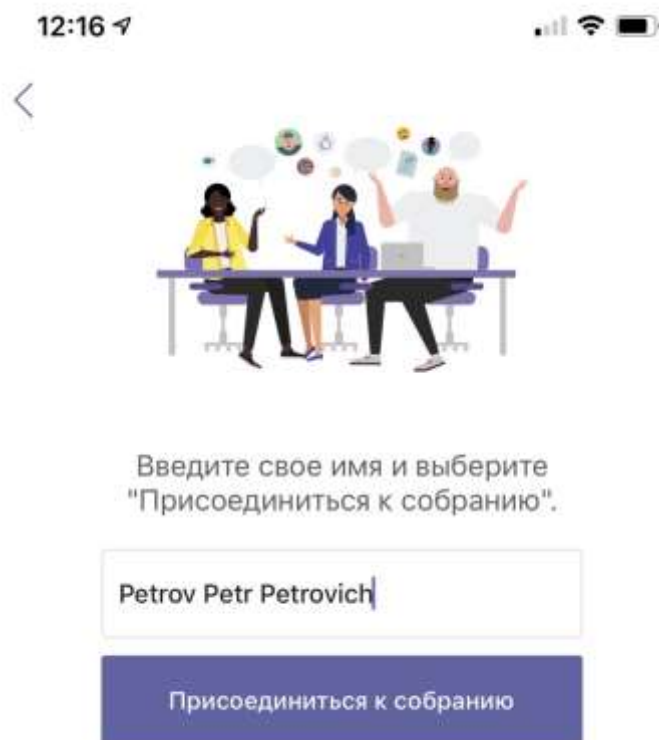 12:16
Введите свое имя и выберите
"Присоединиться к собранию".
Petrov Petr Petrovich
Присоединиться к собранию